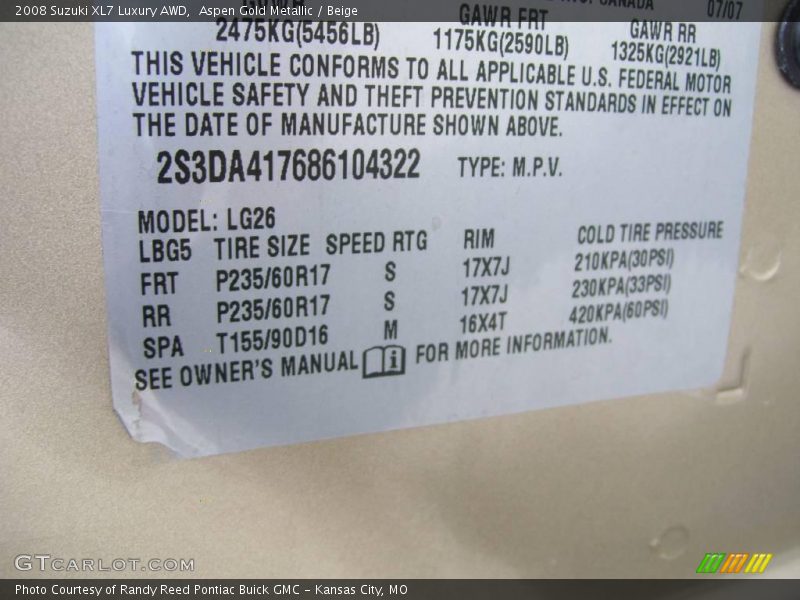 2008 Suzuki XL7 Luxury AWD, Aspen Gold Metallic / Beige
CANADA 07/07
GAWR FRT GAWR RR
2475KG(5456LB) 1175KG(2590LB) 1325KG(2921LB)
THIS VEHICLE CONFORMS TO ALL APPLICABLE U.S. FEDERAL MOTOR
VEHICLE SAFETY AND THEFT PREVENTION STANDARDS IN EFFECT ON
THE DATE OF MANUFACTURE SHOWN ABOVE.
2S3DA417686104322 TYPE: M.P.V.
MODEL: LG26
LBG5 TIRE SIZE SPEED RTG RIM COLD TIRE PRESSURE
FRT P235/60R17 S 17X7J 210KPA(30PSI)
RR P235/60R17 S 17X7J 230KPA(33PSI)
SPA T155/90D16 M 16X4T 420KPA(60PSI)
SEE OWNER'S MANUAL FOR MORE INFORMATION.
GTCARLOT.COM
Photo Courtesy of Randy Reed Pontiac Buick GMC - Kansas City, MO